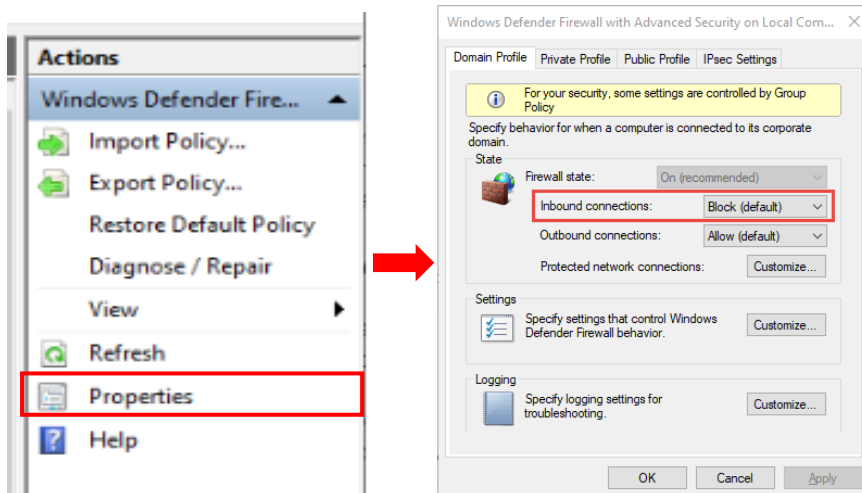 Actions
Windows Defender Fire...
Import Policy...
Export Policy...
Restore Default Policy
Diagnose / Repair
View
Refresh
Properties
Help
Windows Defender Firewall with Advanced Security on Local Com...
Domain Profile Private Profile Public Profile IPsec Settings
For your security, some settings are controlled by Group
Policy
Specify behavior for when a computer is connected to its corporate
domain.
State
Firewall state: On (recommended)
Inbound connections: Block (default)
Outbound connections: Allow (default)
Protected network connections: Customize...
Settings
Specify settings that control Windows
Defender Firewall behavior.
Customize...
Logging
Specify logging settings for
troubleshooting.
Customize...
OK Cancel Apply